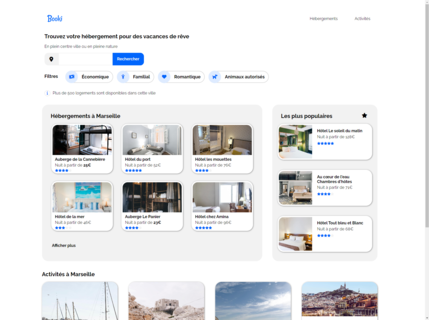 Booki
Hébergements
Activités
Trouvez votre hébergement pour des vacances de rêve
En plein centre-ville ou en pleine nature
Rechercher
Filtres
Économique
Familial
Romantique
Animaux autorisés
Plus de 500 logements sont disponibles dans cette ville
Hébergements à Marseille
Auberge de la Cannebière
Nuit à partir de 25€
Hôtel du port
Nuit à partir de 52€
Hôtel les mouettes
Nuit à partir de 76€
Hôtel de la mer
Nuit à partir de 46€
Auberge Le Panier
Nuit à partir de 23€
Hôtel chez Amina
Nuit à partir de 96€
Afficher plus
Les plus populaires
Hôtel Le soleil du matin
Nuit à partir de 128€
Au cœur de l'eau
Chambres d'hôtes
Nuit à partir de 71€
Hôtel Tout bleu et Blanc
Nuit à partir de 68€
Activités à Marseille